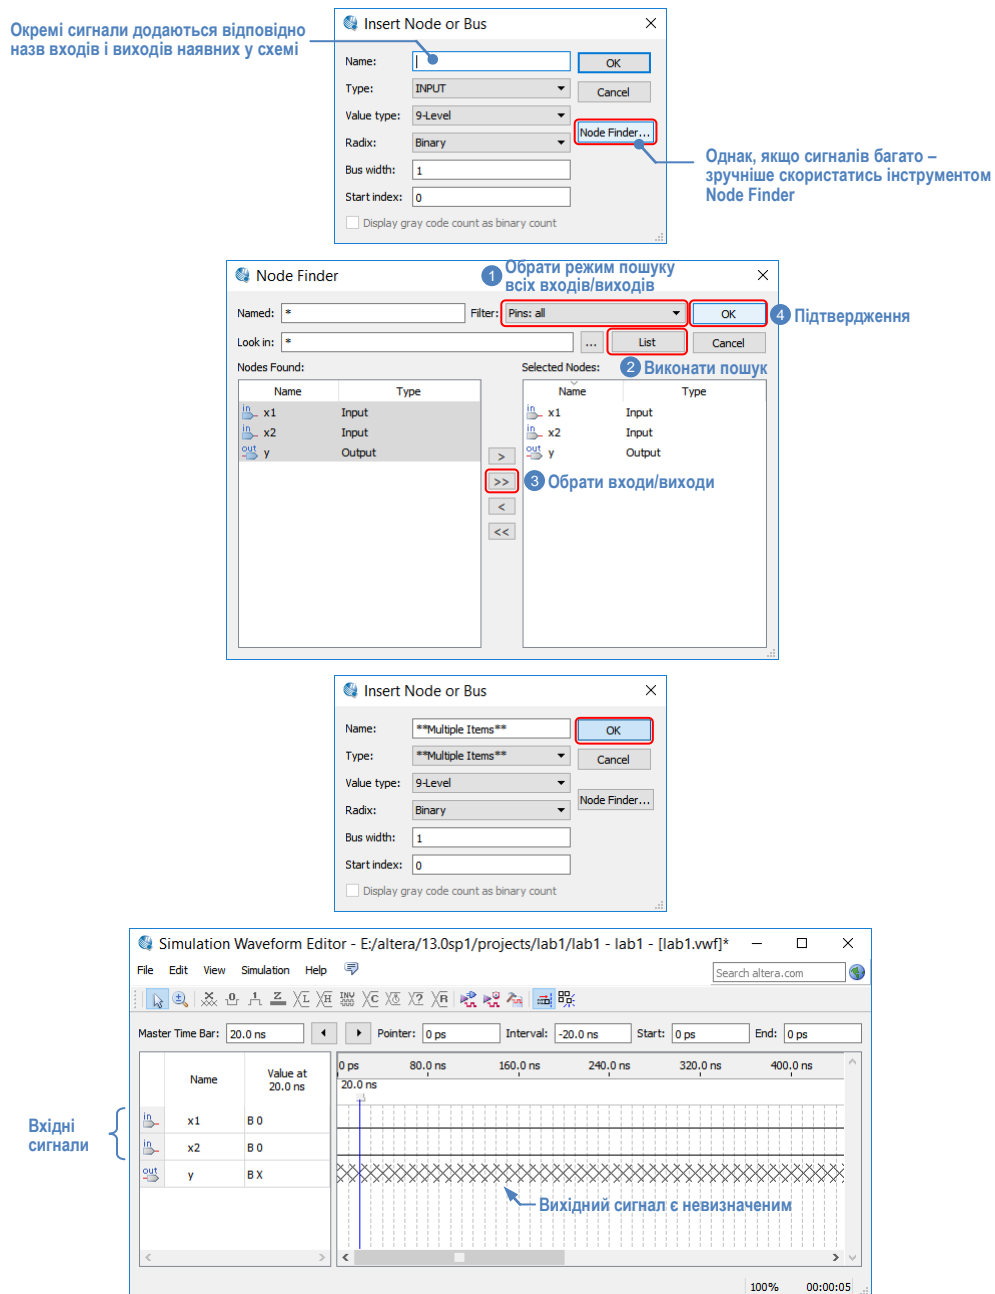 Insert Node or Bus
Окремі сигнали додаються відповідно
назв входів і виходів наявних у схемі
Name:
OK
Type:
INPUT
Cancel
Value type:
9-Level
Node Finder...
Radix:
Binary
Bus width:
1
Start index:
0
Display gray code count as binary count
Однак, якщо сигналів багато –
зручніше скористатись інструментом
Node Finder
Node Finder
1 Обрати режим пошуку
всіх входів/виходів
Named:
*
Filter:
Pins: all
OK
4 Підтвердження
Look in:
*
...
List
Cancel
Nodes Found:
Selected Nodes:
2 Виконати пошук
Name
Type
Name
Type
in
x1
Input
in
x1
Input
in
x2
Input
in
x2
Input
out
y
Output
out
y
Output
>
>>
3 Обрати входи/виходи
<
<<
Insert Node or Bus
Name:
**Multiple Items**
OK
Type:
**Multiple Items**
Cancel
Value type:
9-Level
Node Finder...
Radix:
Binary
Bus width:
1
Start index:
0
Display gray code count as binary count
Simulation Waveform Editor - E:/altera/13.0sp1/projects/lab1/lab1 - lab1 - [lab1.vwf]*
File Edit View Simulation Help
Search altera.com
Master Time Bar:
20.0 ns
Pointer:
0 ps
Interval:
-20.0 ns
Start:
0 ps
End:
0 ps
Name
Value at
20.0 ns
0 ps 80.0 ns 160.0 ns 240.0 ns 320.0 ns 400.0 ns
20.0 ns
Вхідні
сигнали
in
x1
B 0
in
x2
B 0
out
y
B X
Вихідний сигнал є невизначеним
100% 00:00:05